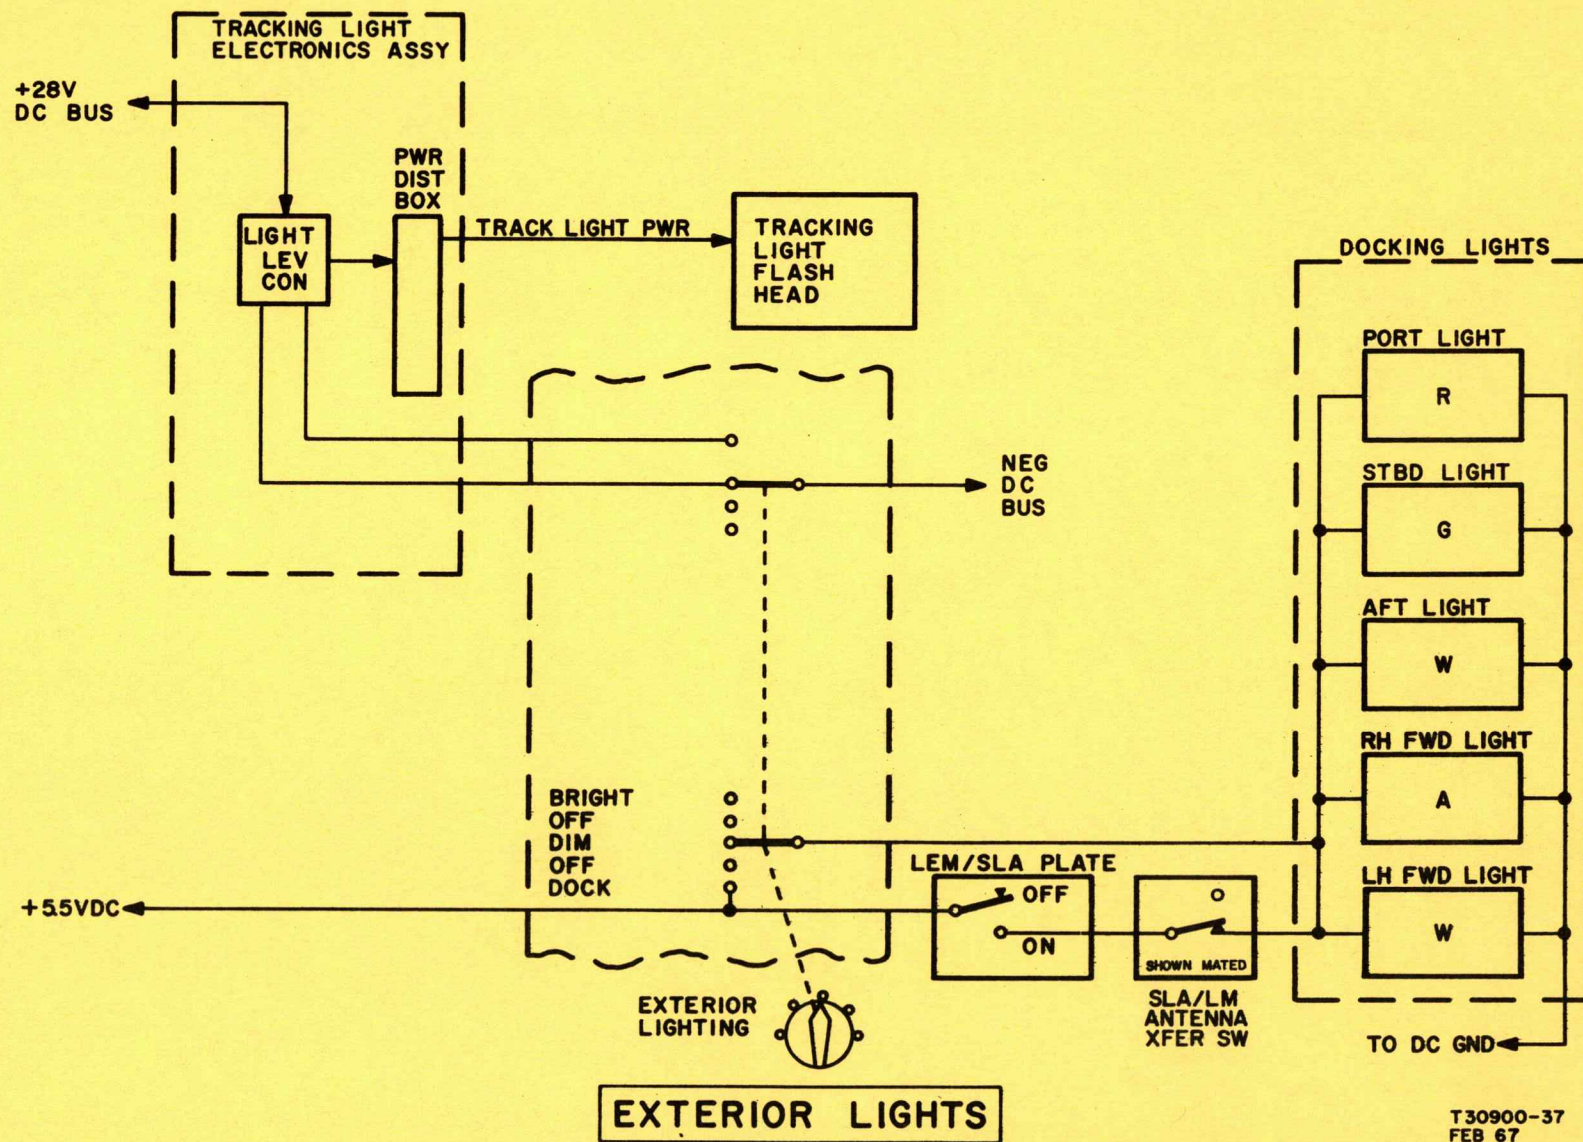 TRACKING LIGHT
ELECTRONICS ASSY
+28V
DC BUS
PWR
DIST
BOX
LIGHT
LEV
CON
TRACK LIGHT PWR
TRACKING
LIGHT
FLASH
HEAD
DOCKING LIGHTS
PORT LIGHT
R
STBD LIGHT
G
AFT LIGHT
W
RH FWD LIGHT
A
LH FWD LIGHT
W
NEG
DC
BUS
BRIGHT
OFF
DIM
OFF
DOCK
+5.5VDC
LEM/SLA PLATE
OFF
ON
SHOWN MATED
SLA/LM
ANTENNA
XFER SW
EXTERIOR
LIGHTING
TO DC GND
EXTERIOR LIGHTS
T30900-37
FEB 67